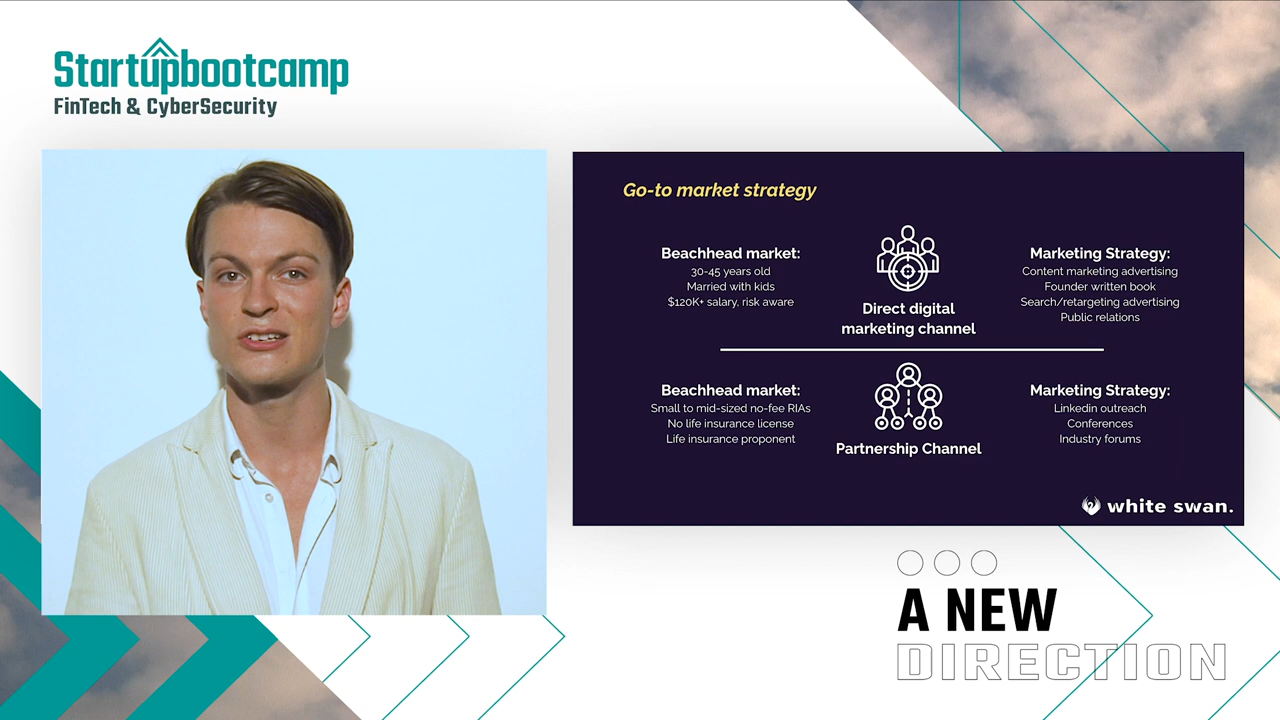 Startupbootcamp
FinTech & CyberSecurity
Go-to market strategy
Beachhead market:
30-45 years old
Married with kids
$120K+ salary, risk aware
Direct digital
marketing channel
Marketing Strategy:
Content marketing advertising
Founder written book
Search/retargeting advertising
Public relations
Beachhead market:
Small to mid-sized no-fee RIAs
No life insurance license
Life insurance proponent
Partnership Channel
Marketing Strategy:
Linkedin outreach
Conferences
Industry forums
white swan.
A NEW
DIRECTION